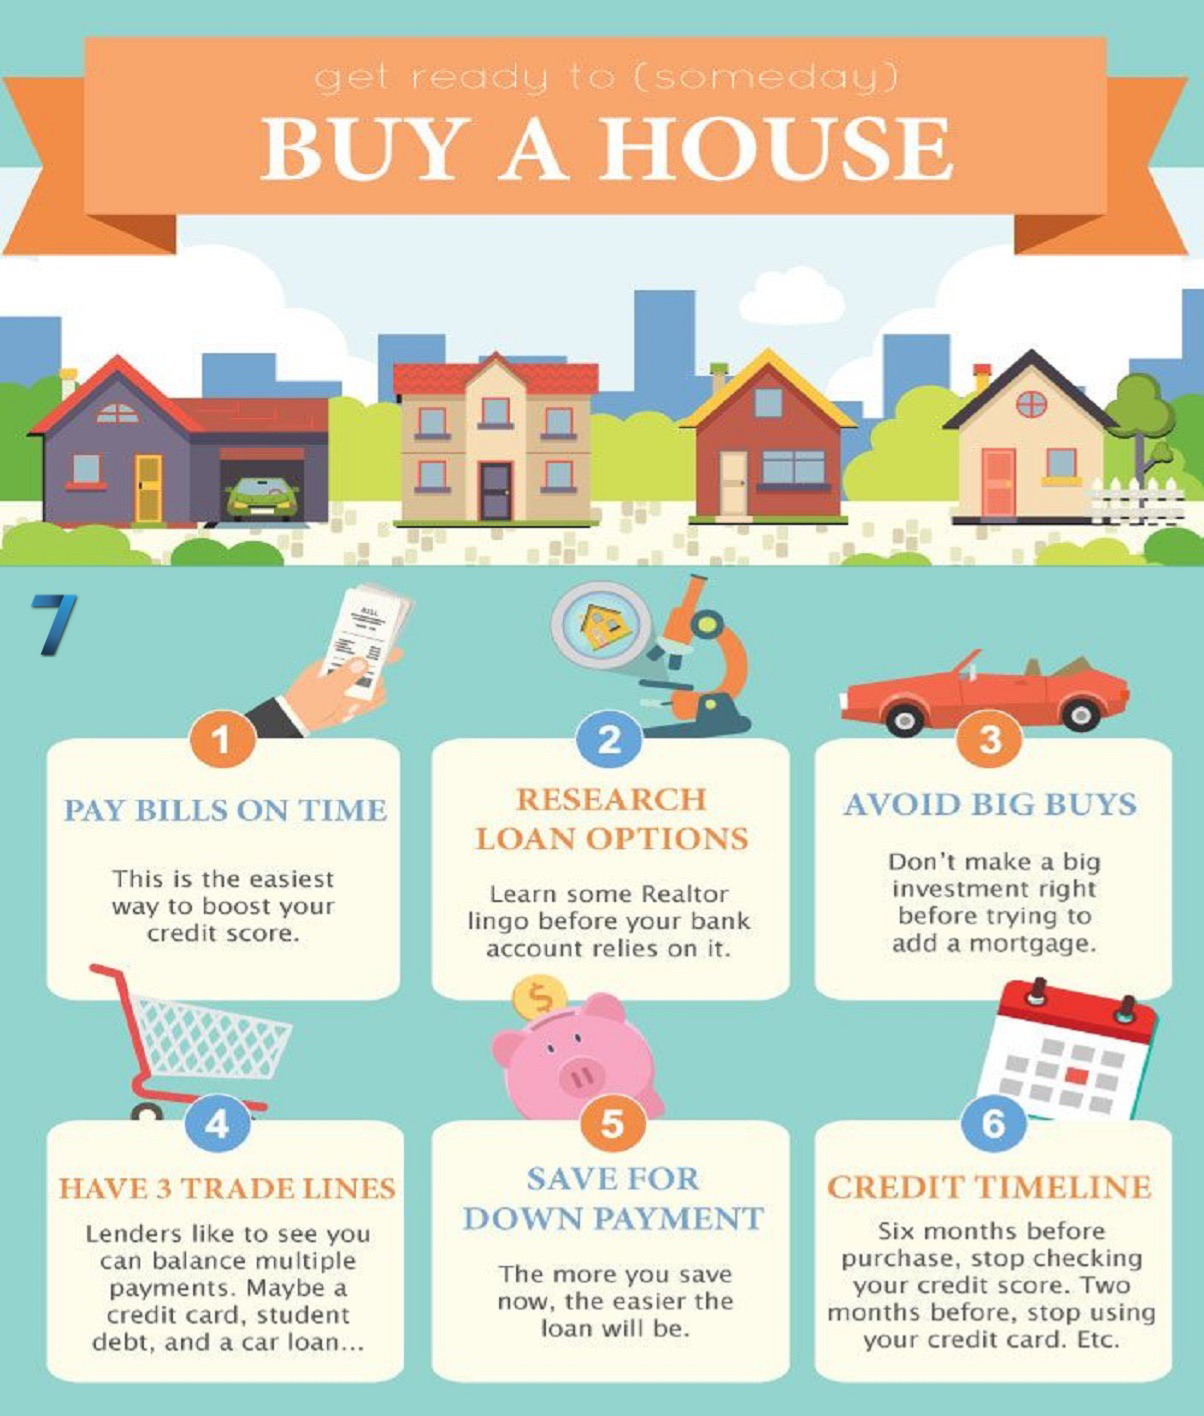 get ready to (someday)
BUY A HOUSE
7
BILL
1
PAY BILLS ON TIME
This is the easiest
way to boost your
credit score.
2
RESEARCH
LOAN OPTIONS
Learn some Realtor
lingo before your bank
account relies on it.
3
AVOID BIG BUYS
Don't make a big
investment right
before trying to
add a mortgage.
4
HAVE 3 TRADE LINES
Lenders like to see you
can balance multiple
payments. Maybe a
credit card, student
debt, and a car loan...
$
5
SAVE FOR
DOWN PAYMENT
The more you save
now, the easier the
loan will be.
6
CREDIT TIMELINE
Six months before
purchase, stop checking
your credit score. Two
months before, stop using
your credit card. Etc.